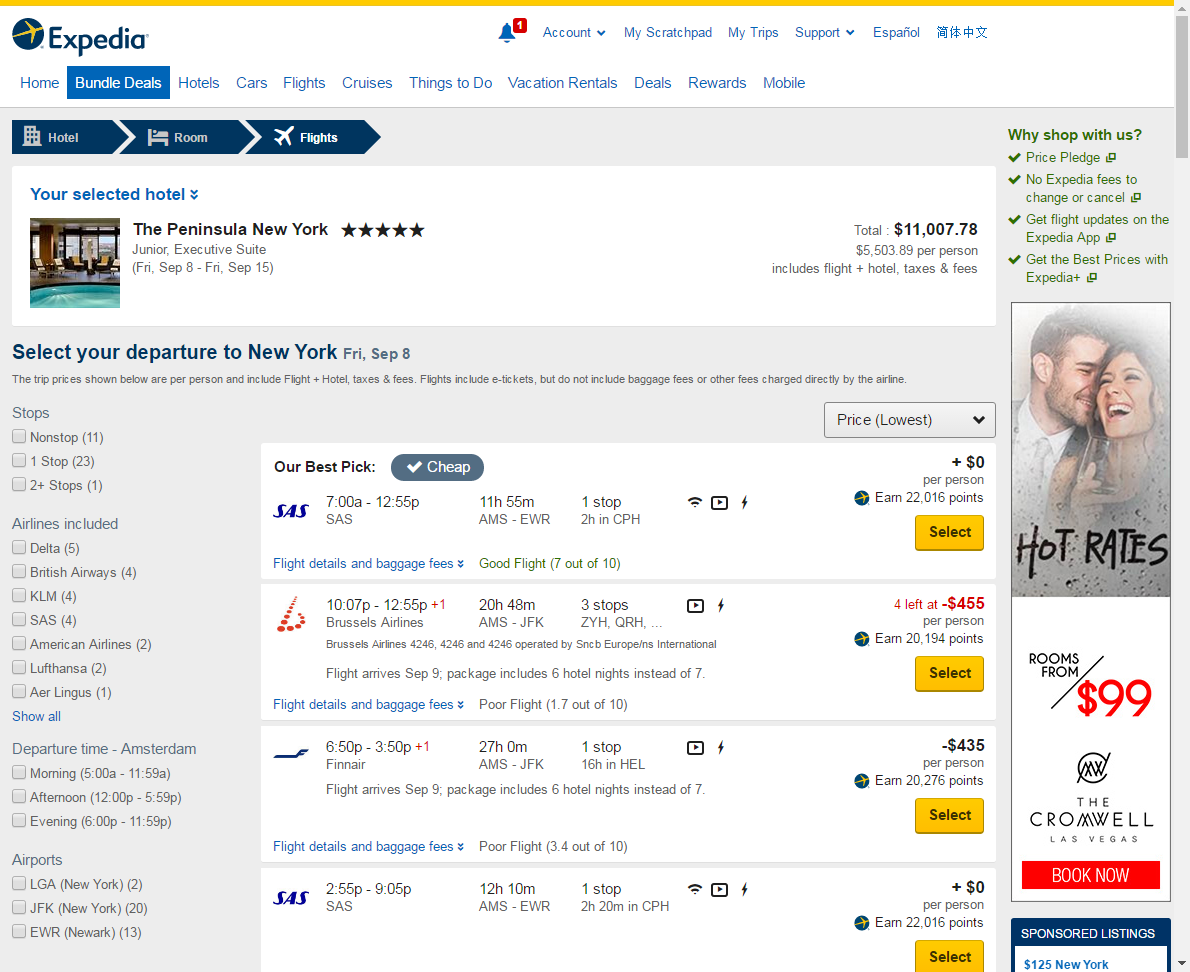 Expedia
1
Account
My Scratchpad
My Trips
Support
Español
简体中文
Home
Bundle Deals
Hotels
Cars
Flights
Cruises
Things to Do
Vacation Rentals
Deals
Rewards
Mobile
Hotel
Room
Flights
Your selected hotel
The Peninsula New York
Junior, Executive Suite
(Fri, Sep 8 - Fri, Sep 15)
Total : $11,007.78
$5,503.89 per person
includes flight + hotel, taxes & fees
Select your departure to New York Fri, Sep 8
The trip prices shown below are per person and include Flight + Hotel, taxes & fees. Flights include e-tickets, but do not include baggage fees or other fees charged directly by the airline.
Stops
Nonstop (11)
1 Stop (23)
2+ Stops (1)
Airlines included
Delta (5)
British Airways (4)
KLM (4)
SAS (4)
American Airlines (2)
Lufthansa (2)
Aer Lingus (1)
Show all
Departure time - Amsterdam
Morning (5:00a - 11:59a)
Afternoon (12:00p - 5:59p)
Evening (6:00p - 11:59p)
Airports
LGA (New York) (2)
JFK (New York) (20)
EWR (Newark) (13)
Price (Lowest)
Our Best Pick: Cheap
+ $0
per person
SAS
7:00a - 12:55p
SAS
11h 55m
AMS - EWR
1 stop
2h in CPH
Earn 22,016 points
Select
Flight details and baggage fees
Good Flight (7 out of 10)
10:07p - 12:55p +1
Brussels Airlines
20h 48m
AMS - JFK
3 stops
ZYH, QRH, ...
4 left at -$455
per person
Earn 20,194 points
Brussels Airlines 4246, 4246 and 4246 operated by Sncb Europe/ns International
Flight arrives Sep 9; package includes 6 hotel nights instead of 7.
Select
Flight details and baggage fees
Poor Flight (1.7 out of 10)
6:50p - 3:50p +1
Finnair
27h 0m
AMS - JFK
1 stop
16h in HEL
-$435
per person
Earn 20,276 points
Flight arrives Sep 9; package includes 6 hotel nights instead of 7.
Select
Flight details and baggage fees
Poor Flight (3.4 out of 10)
SAS
2:55p - 9:05p
SAS
12h 10m
AMS - EWR
1 stop
2h 20m in CPH
+ $0
per person
Earn 22,016 points
Select
Why shop with us?
Price Pledge
No Expedia fees to
change or cancel
Get flight updates on the
Expedia App
Get the Best Prices with
Expedia+
HOT RATES
ROOMS
FROM
$99
THE
CROMWELL
LAS VEGAS
BOOK NOW
SPONSORED LISTINGS
$125 New York